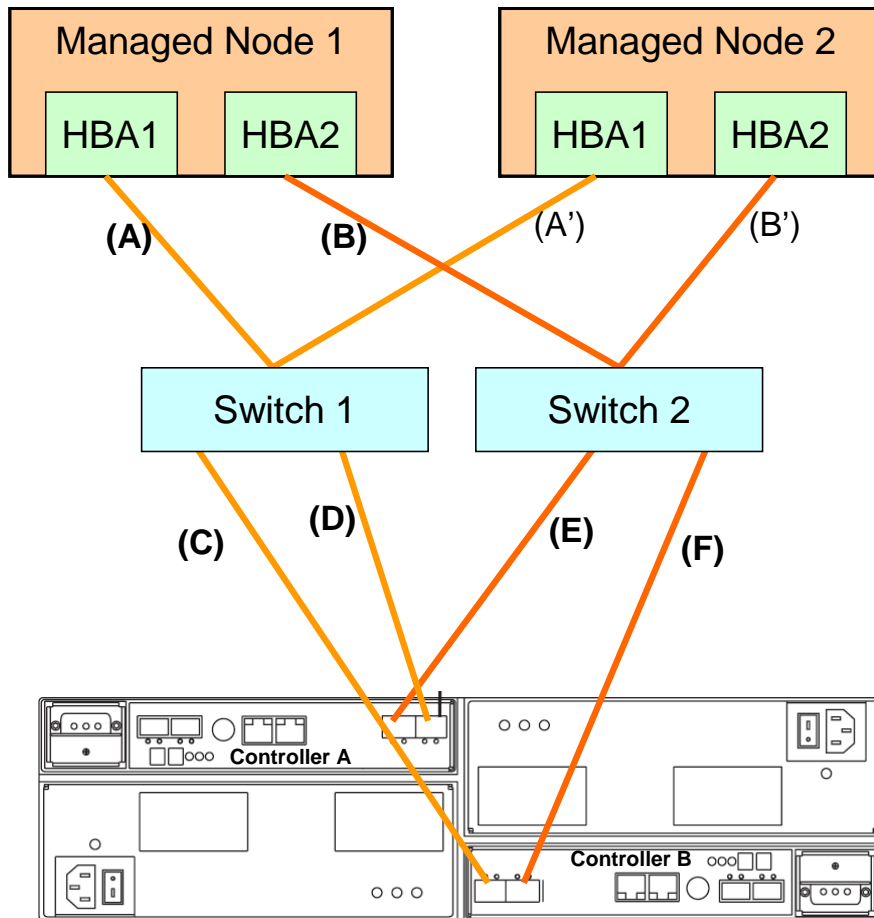 Managed Node 1
Managed Node 2
HBA1
HBA2
HBA1
HBA2
(A)
(B)
(A’)
(B’)
Switch 1
Switch 2
(C)
(D)
(E)
(F)
Controller A
Controller B